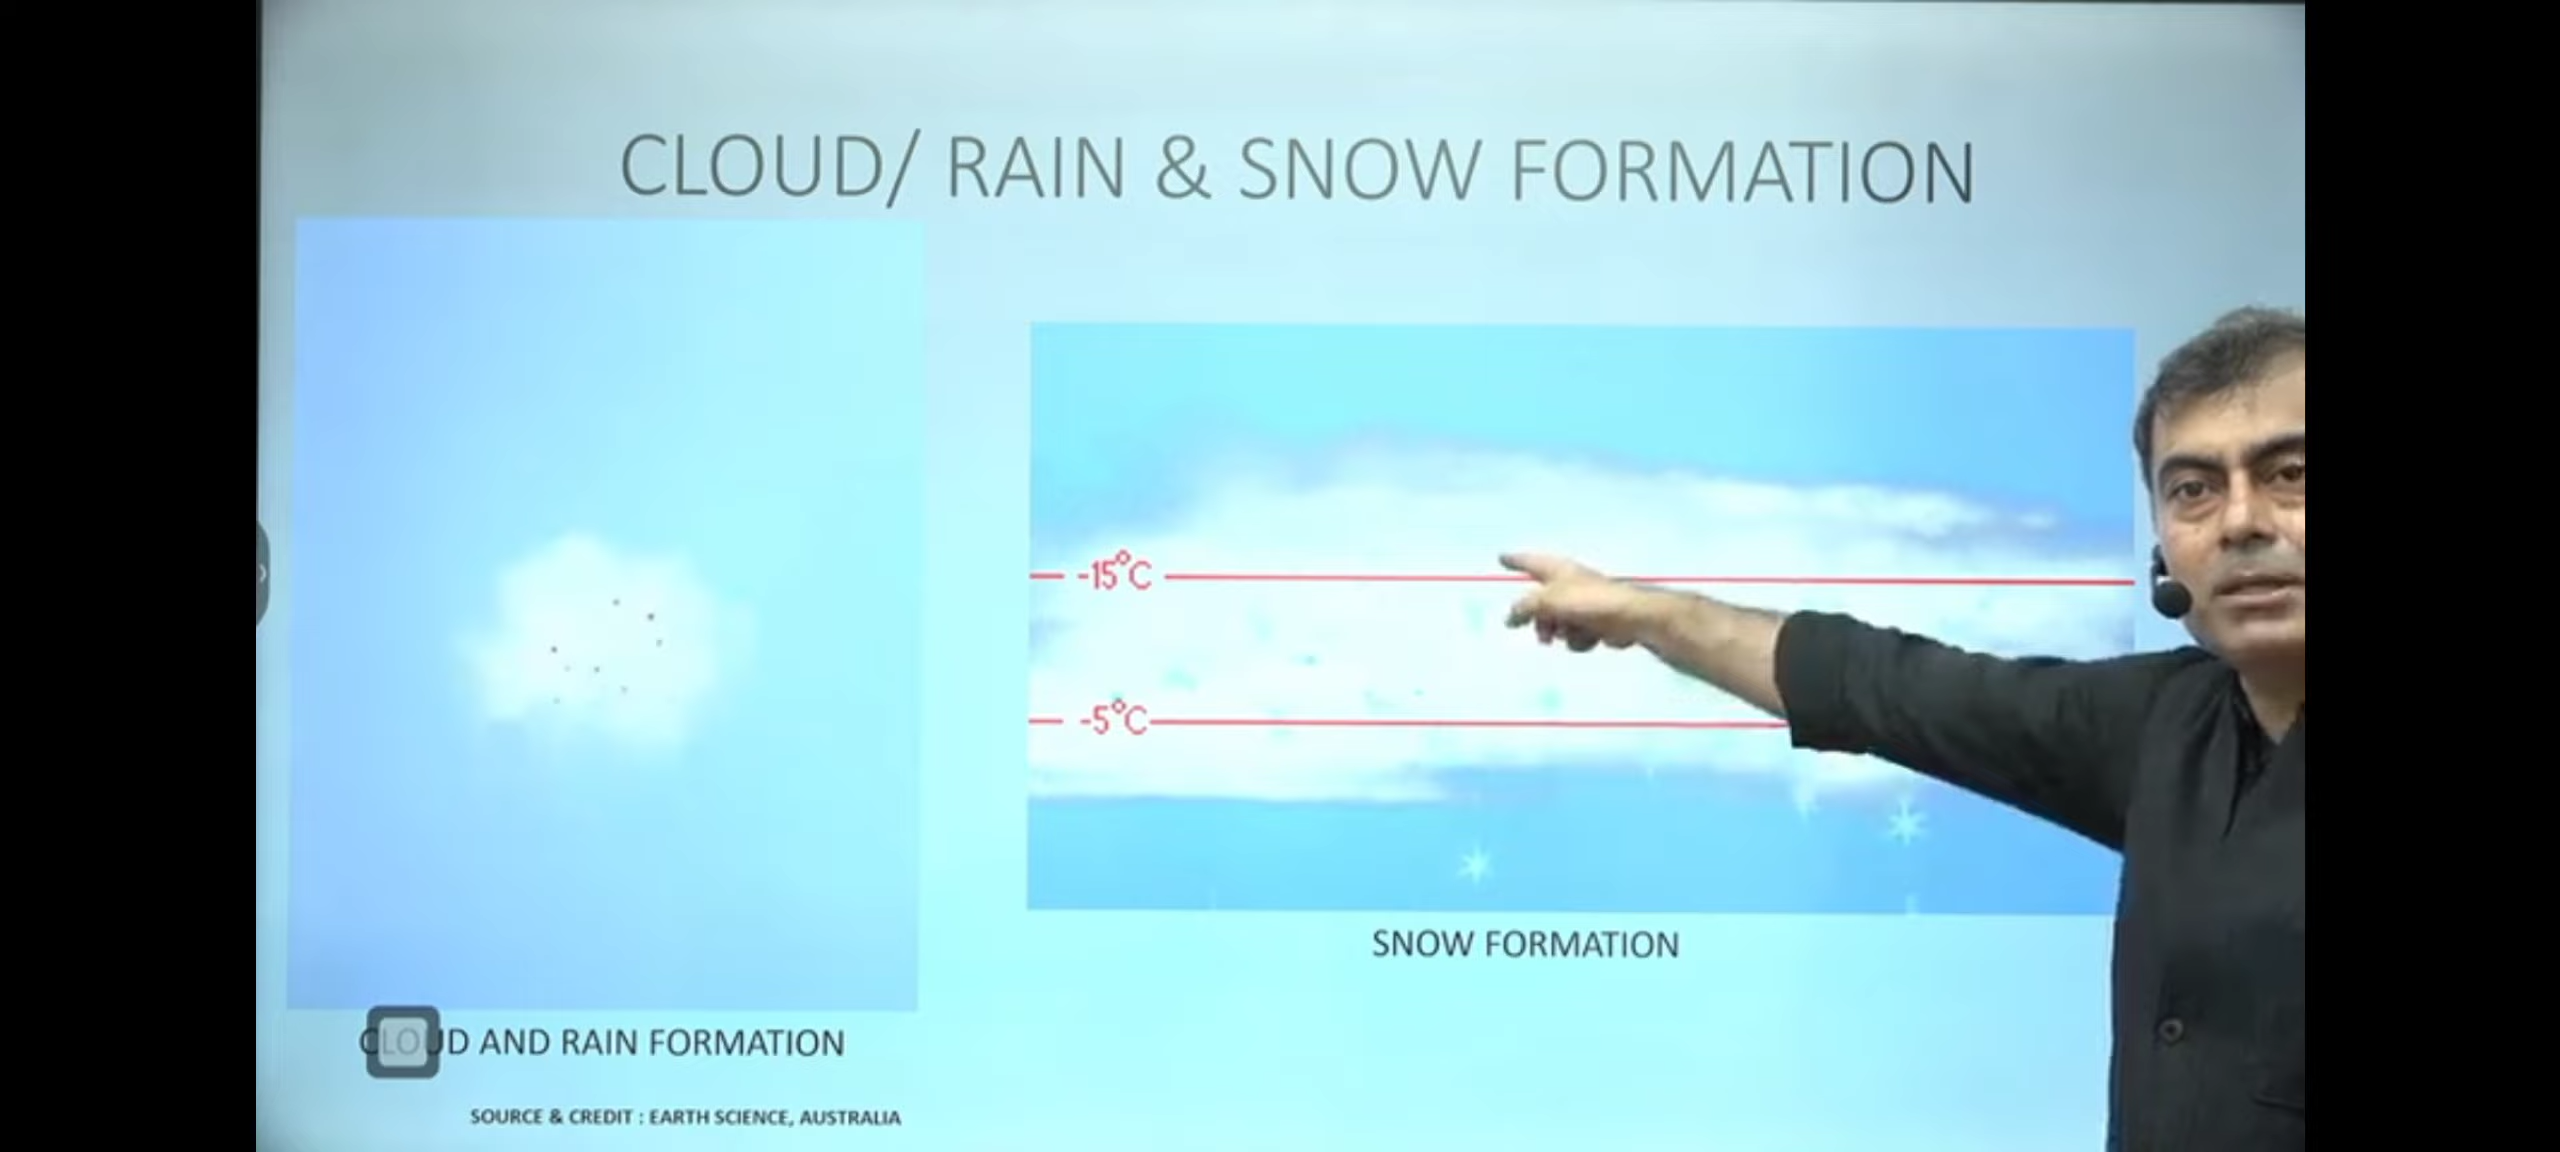 CLOUD/ RAIN & SNOW FORMATION
-15°C
-5°C
SNOW FORMATION
CLOUD AND RAIN FORMATION
SOURCE & CREDIT : EARTH SCIENCE, AUSTRALIA